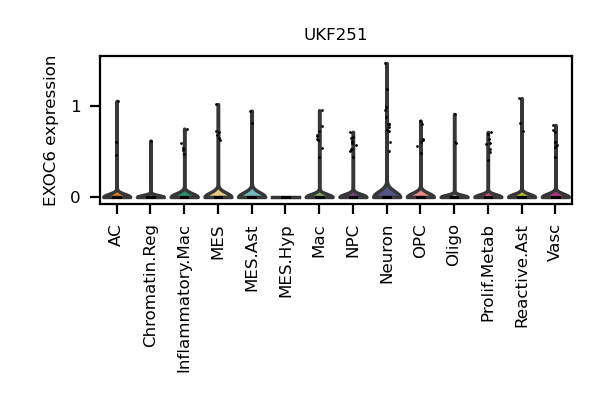 UKF251
EXOC6 expression
1
0
AC
Chromatin.Reg
Inflammatory.Mac
MES
MES.Ast
MES.Hyp
Mac
NPC
Neuron
OPC
Oligo
Prolif.Metab
Reactive.Ast
Vasc